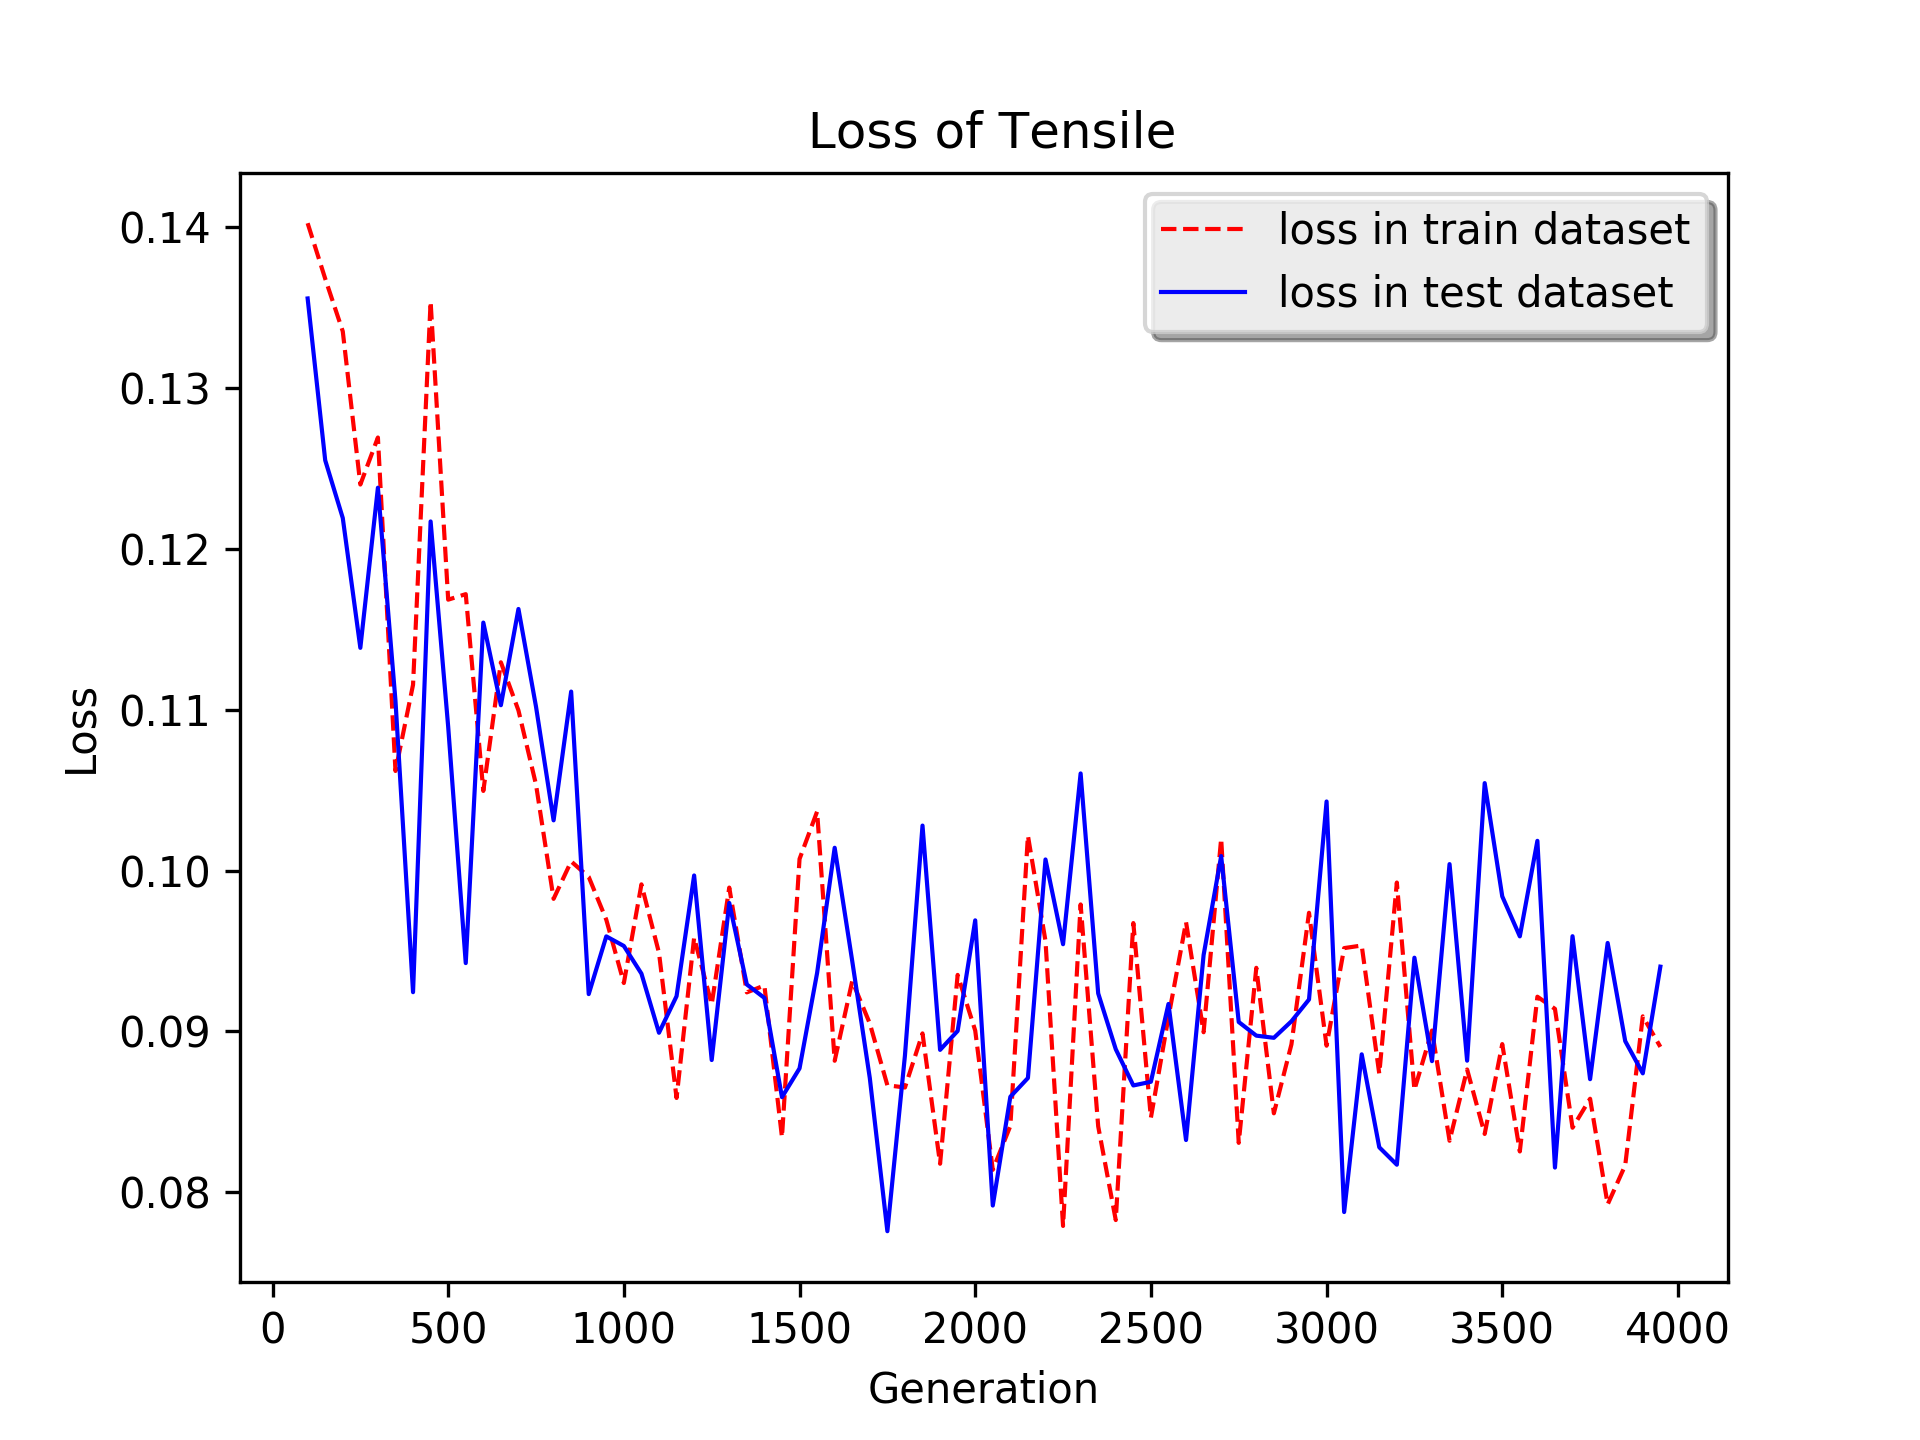 Loss of Tensile
loss in train dataset
loss in test dataset
0.14
0.13
0.12
0.11
0.10
0.09
0.08
Loss
0 500 1000 1500 2000 2500 3000 3500 4000
Generation